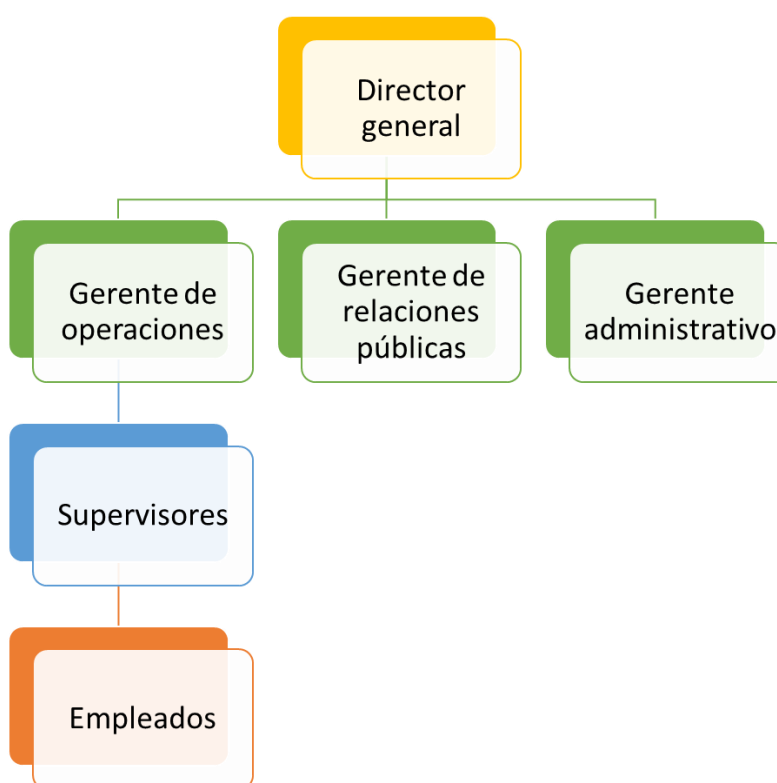 Director
general
Gerente de
operaciones
Gerente de
relaciones
públicas
Gerente
administrativo
Supervisores
Empleados